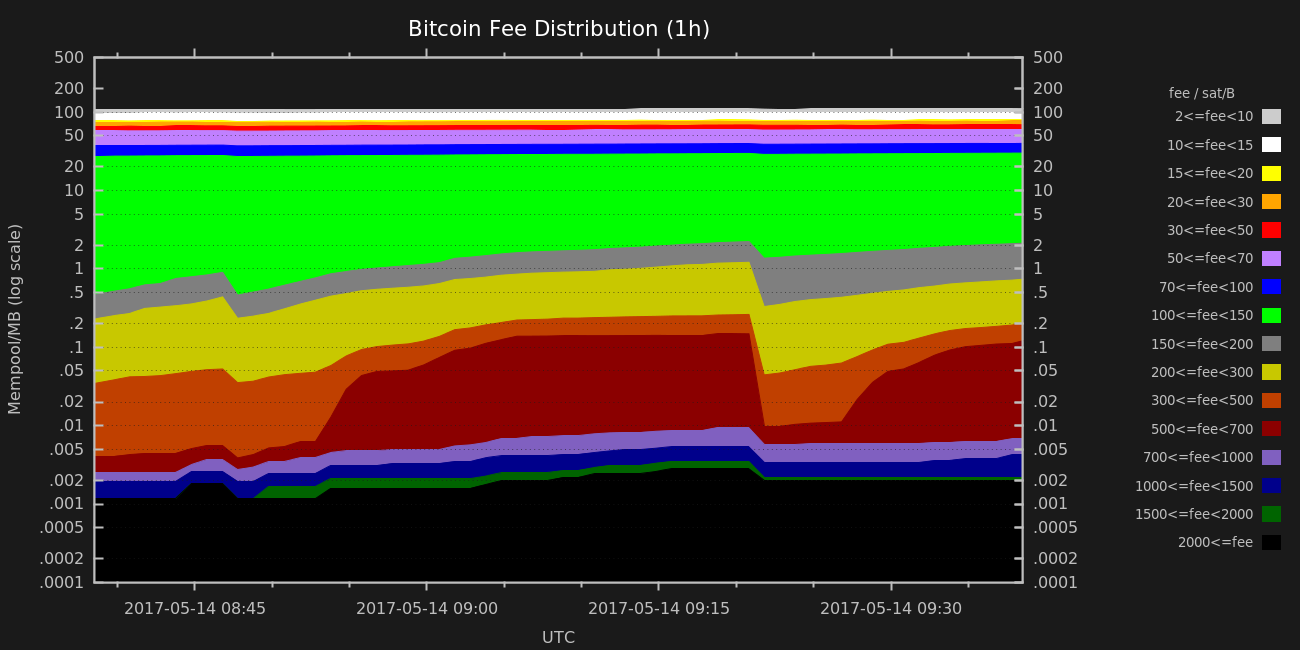 Bitcoin Fee Distribution (1h)
Mempool/MB (log scale)
500
200
100
50
20
10
5
2
1
.5
.2
.1
.05
.02
.01
.005
.002
.001
.0005
.0002
.0001
500
200
100
50
20
10
5
2
1
.5
.2
.1
.05
.02
.01
.005
.002
.001
.0005
.0002
.0001
2017-05-14 08:45
2017-05-14 09:00
2017-05-14 09:15
2017-05-14 09:30
UTC
fee / sat/B
2<=fee<10
10<=fee<15
15<=fee<20
20<=fee<30
30<=fee<50
50<=fee<70
70<=fee<100
100<=fee<150
150<=fee<200
200<=fee<300
300<=fee<500
500<=fee<700
700<=fee<1000
1000<=fee<1500
1500<=fee<2000
2000<=fee